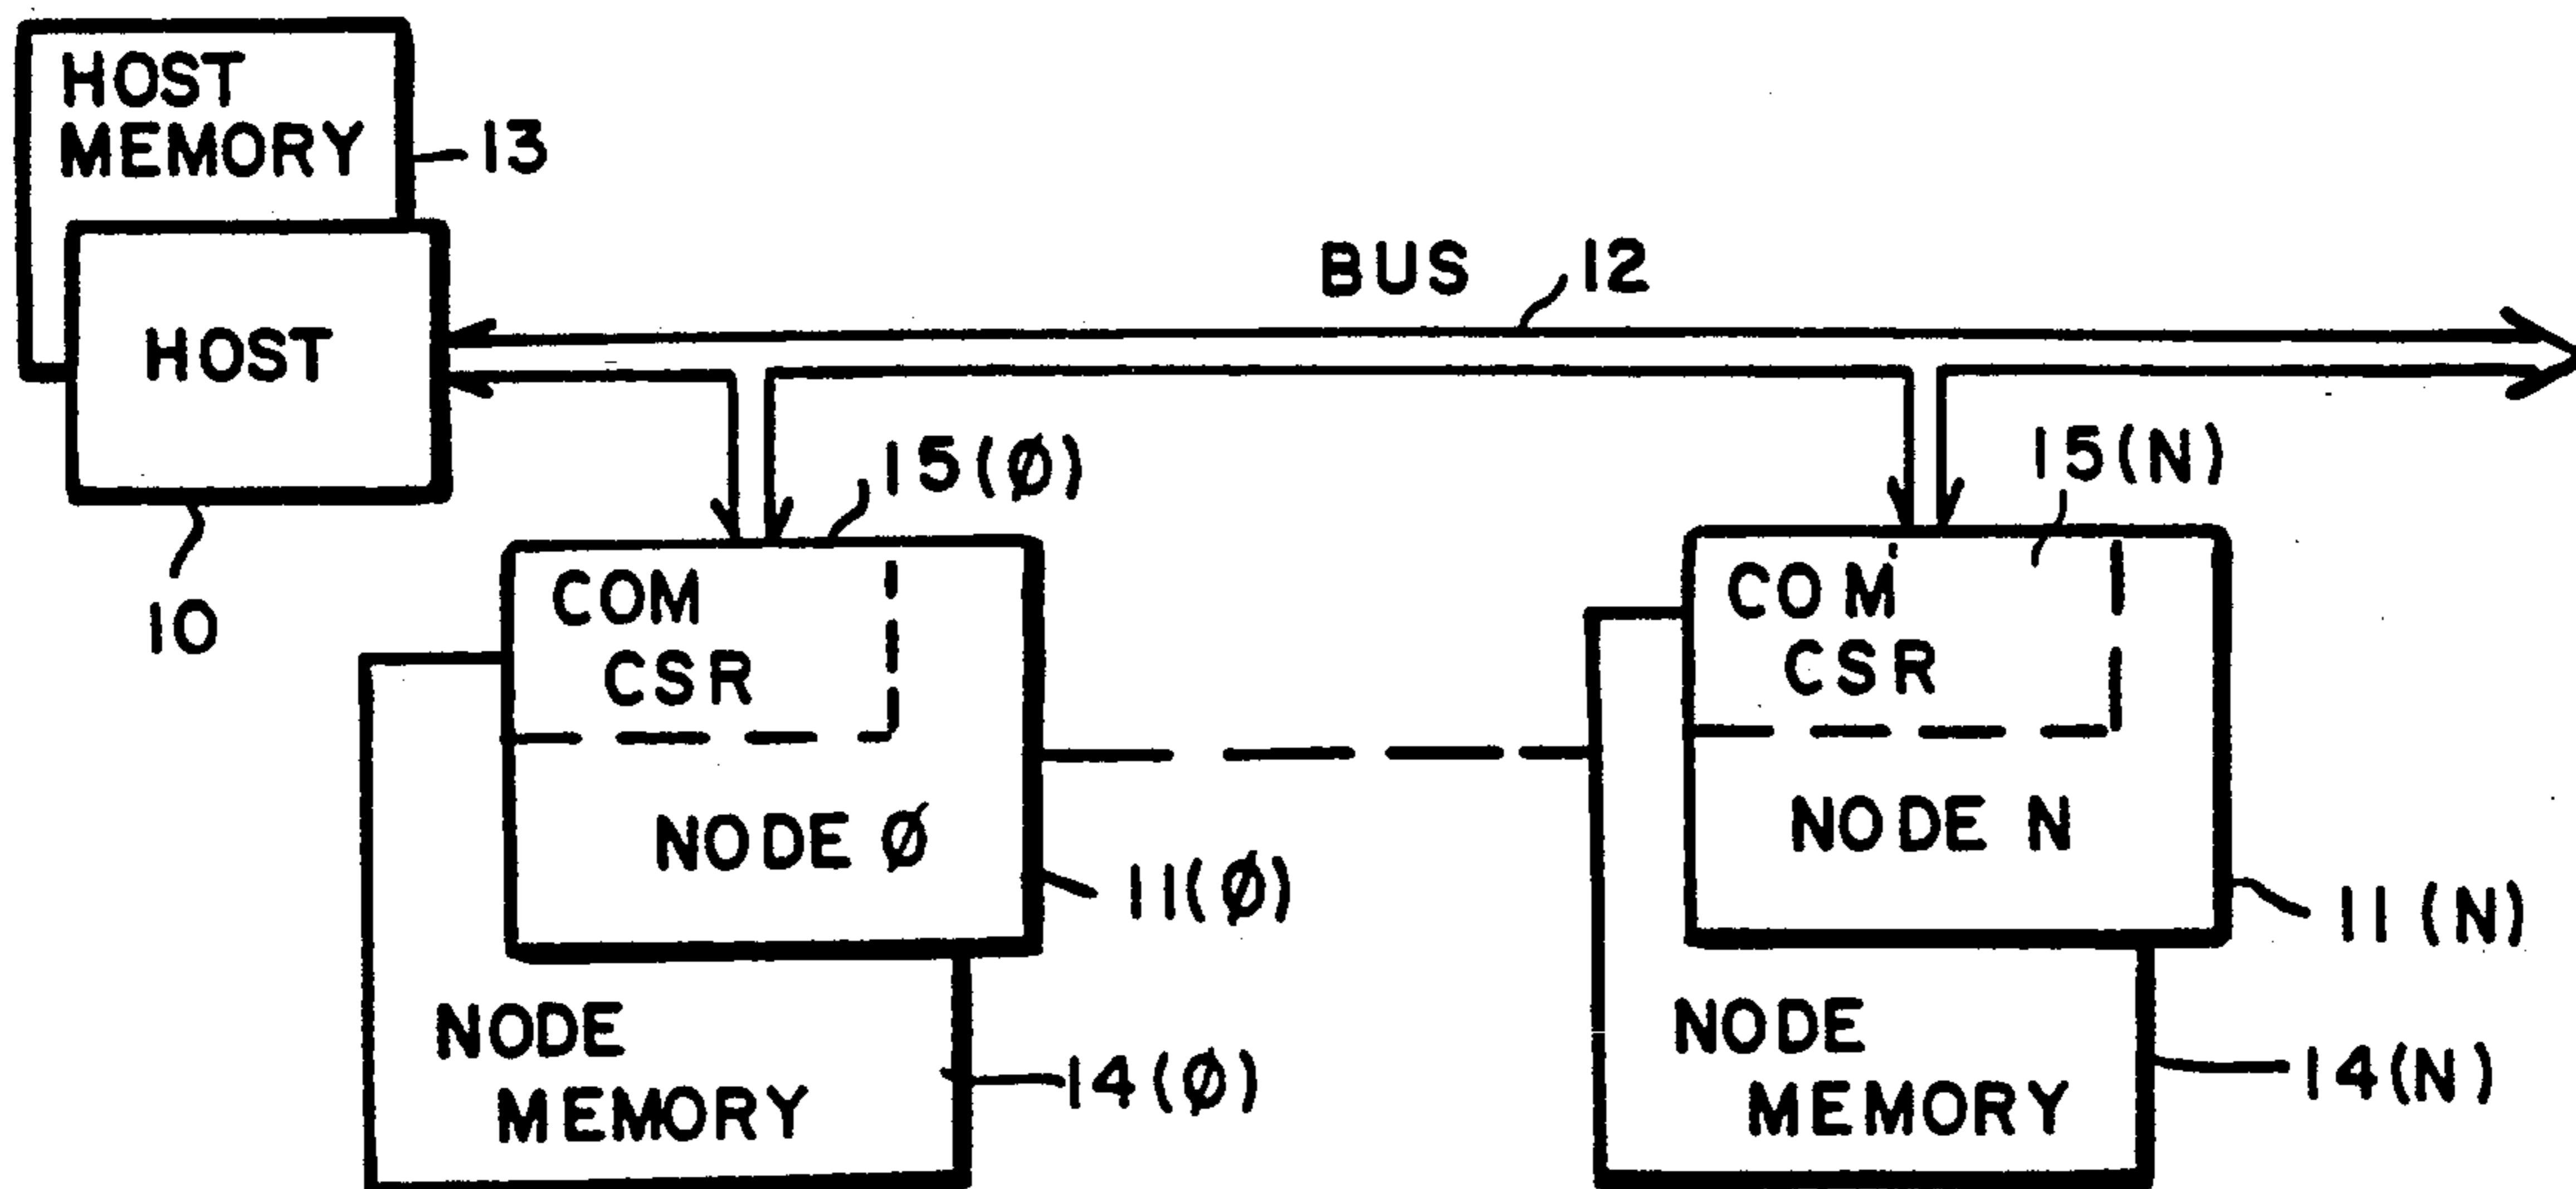 HOST
MEMORY
13
HOST
BUS
12
10
15(Ø)
15(N)
COM
CSR
NODE Ø
11(Ø)
COM
CSR
NODE N
11(N)
NODE
MEMORY
14(Ø)
NODE
MEMORY
14(N)